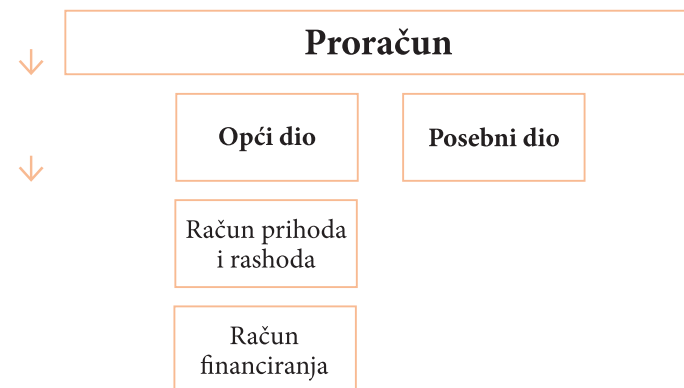 Proračun
Opći dio
Posebni dio
Račun prihoda
i rashoda
Račun
financiranja